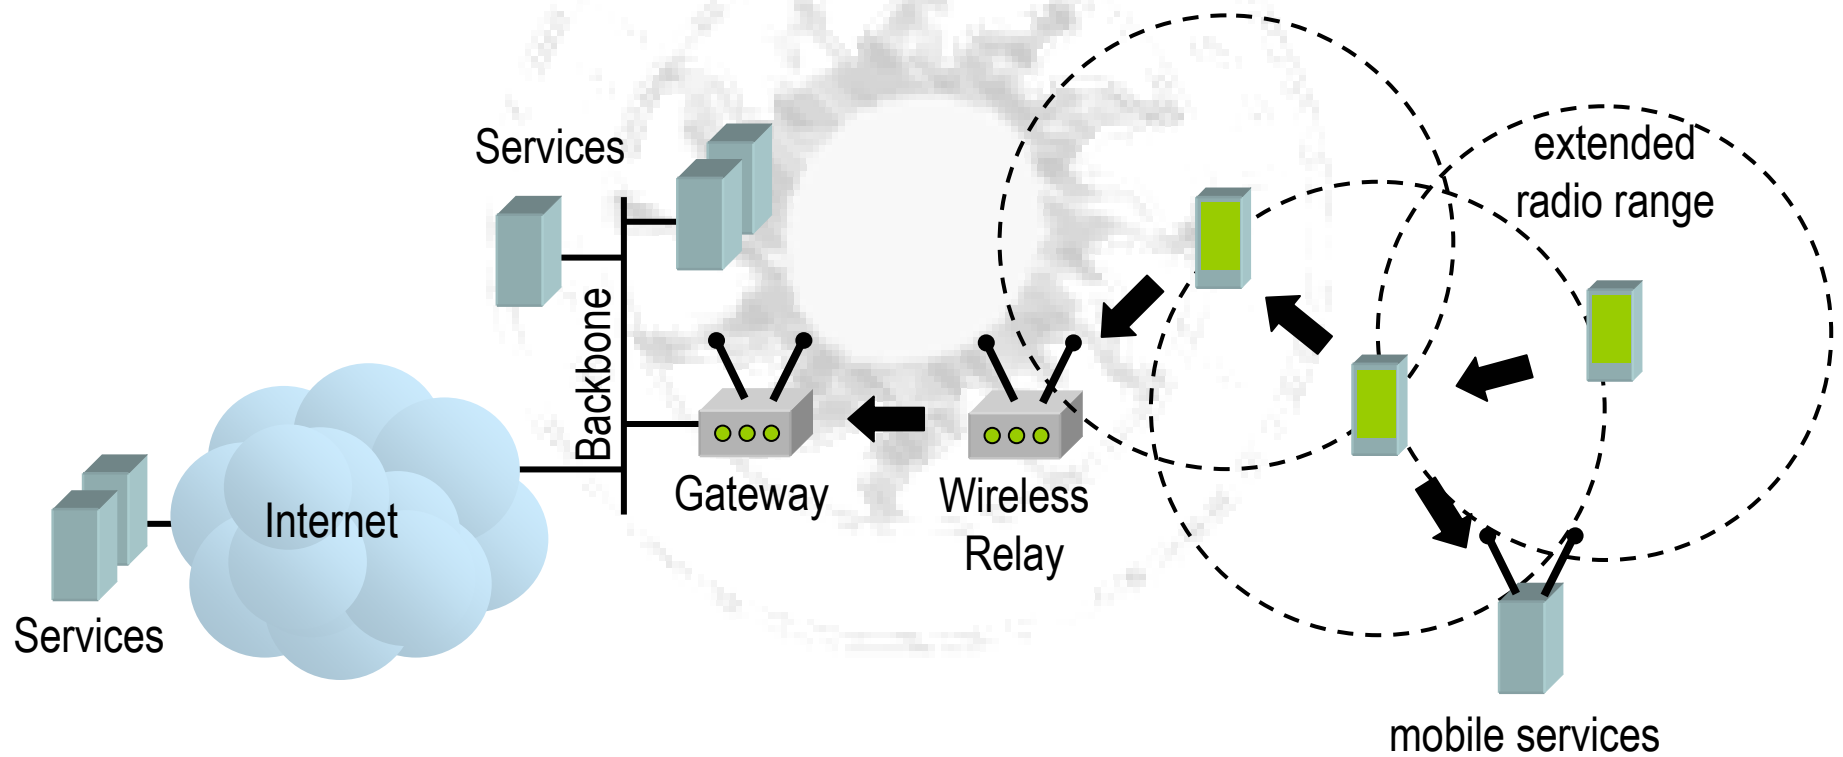 Services
extended
radio range
Backbone
Gateway
Wireless
Relay
Internet
Services
mobile services